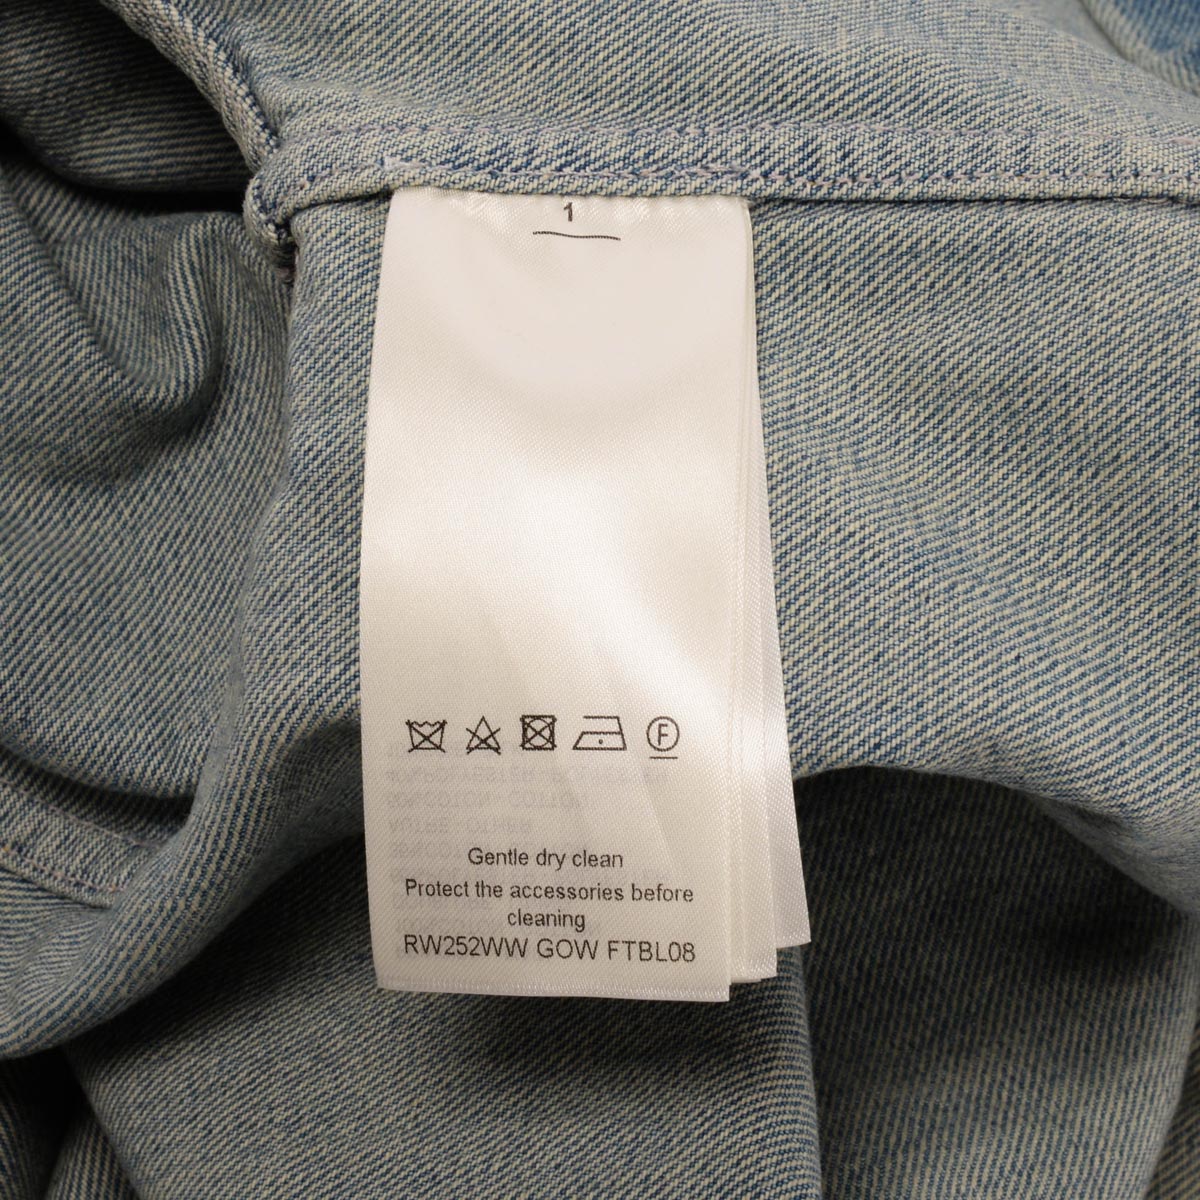 1
F
Gentle dry clean
Protect the accessories before
cleaning
RW252WW GOW FTBL08